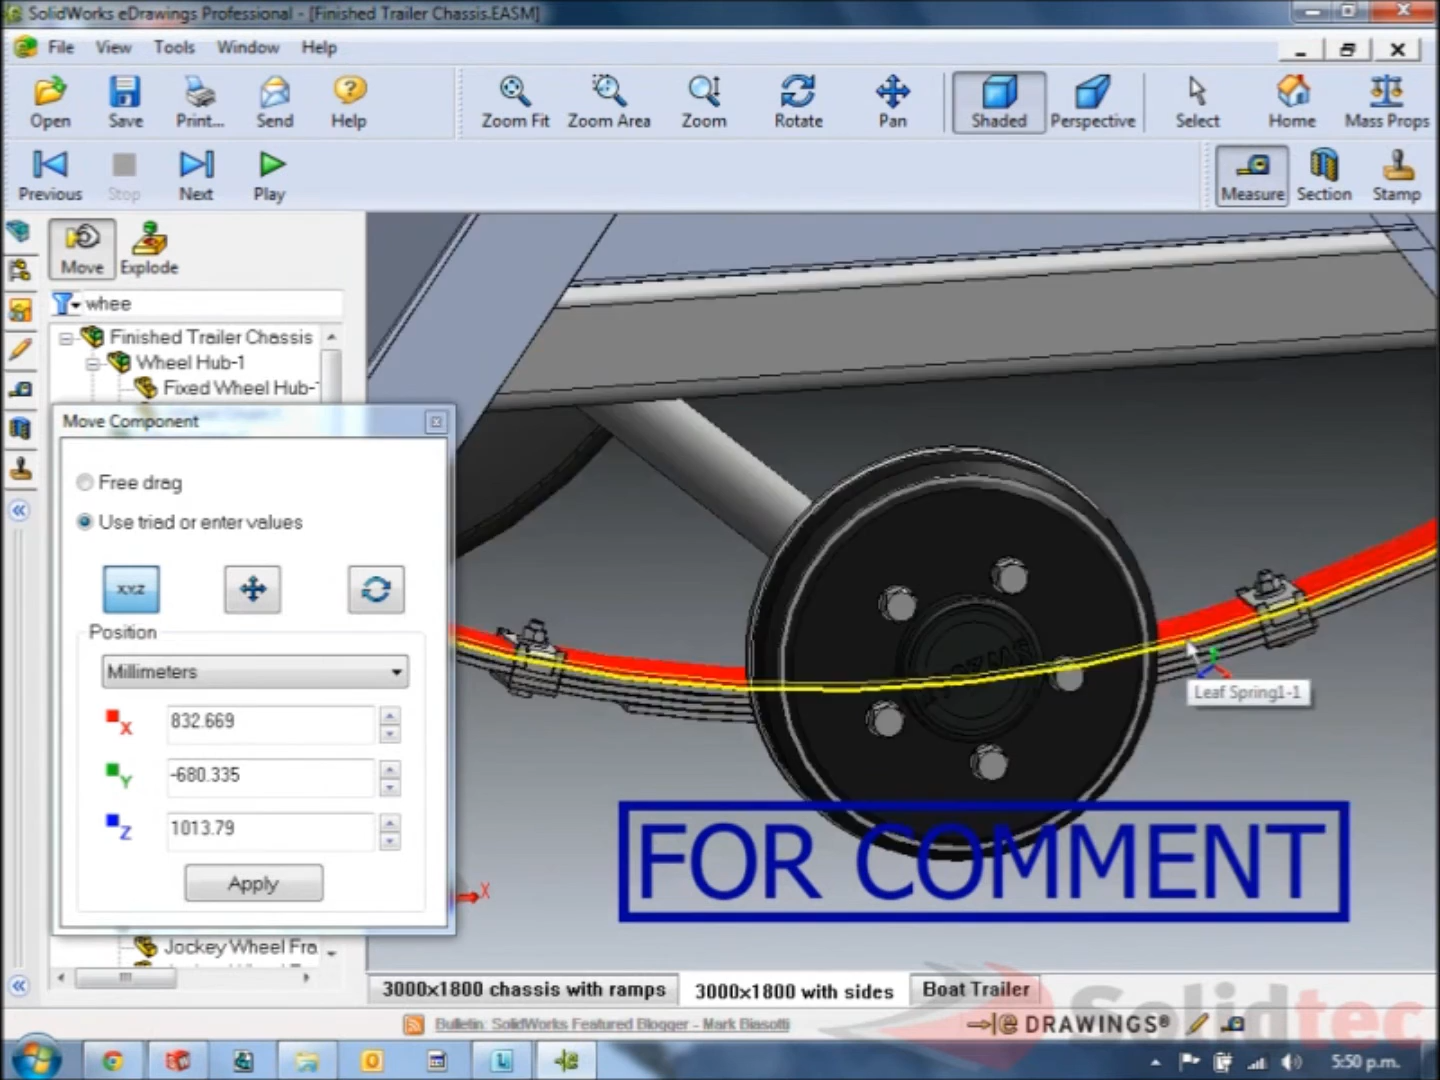 SolidWorks eDrawings Professional - [Finished Trailer Chassis.EASM]
File View Tools Window Help
Open Save Print... Send Help Zoom Fit Zoom Area Zoom Rotate Pan Shaded Perspective Select Home Mass Props
Previous Stop Next Play Measure Section Stamp
Move Explode
whee
Finished Trailer Chassis
Wheel Hub-1
Fixed Wheel Hub-
Move Component
Free drag
Use triad or enter values
XYZ
Position
Millimeters
X 832.669
Y -680.335
Z 1013.79
Apply
Leaf Spring1-1
FOR COMMENT
X
Jockey Wheel Fra
3000x1800 chassis with ramps 3000x1800 with sides Boat Trailer
Bulletin: SolidWorks Featured Blogger - Mark Biasotti
e DRAWINGS®
Solidtec
5:50 p.m.